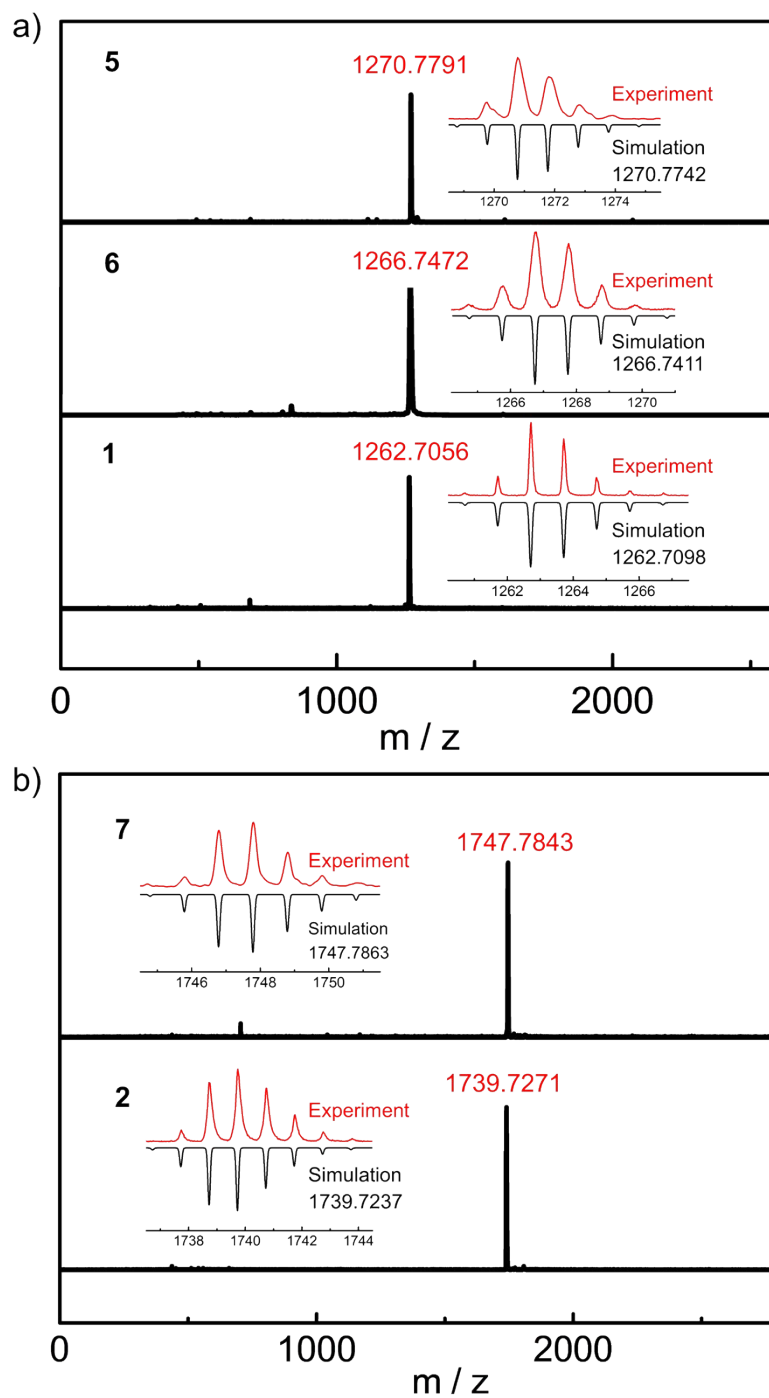 a)
5
1270.7791
Experiment
Simulation
1270.7742
1270 1272 1274
6
1266.7472
Experiment
Simulation
1266.7411
1266 1268 1270
1
1262.7056
Experiment
Simulation
1262.7098
1262 1264 1266
0 1000 2000
m / z
b)
7
1747.7843
Experiment
Simulation
1747.7863
1746 1748 1750
2
1739.7271
Experiment
Simulation
1739.7237
1738 1740 1742 1744
0 1000 2000
m / z